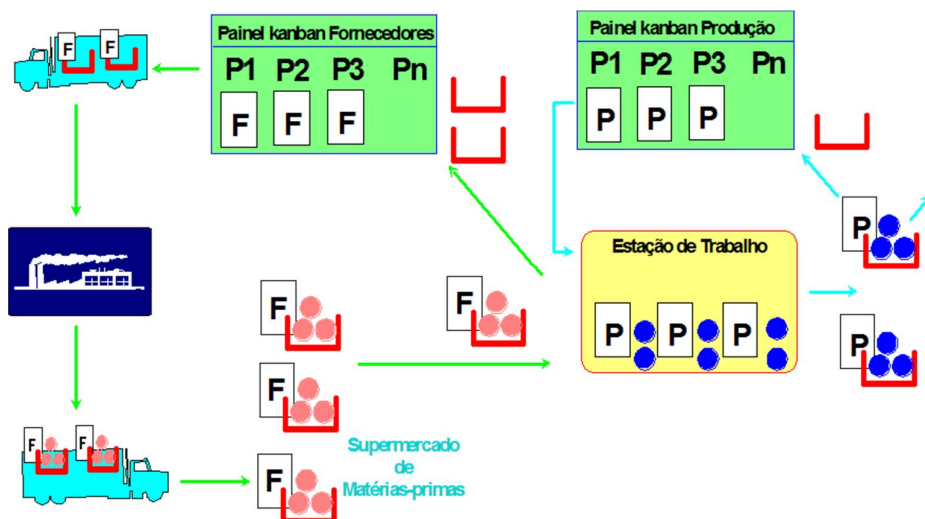 Painel kanban Fornecedores
P1 P2 P3 Pn
F F F
Painel kanban Produção
P1 P2 P3 Pn
P P P
F F
P
Estação de Trabalho
P P P
F
F
P
F
F F
Supermercado
de
Matérias-primas
F